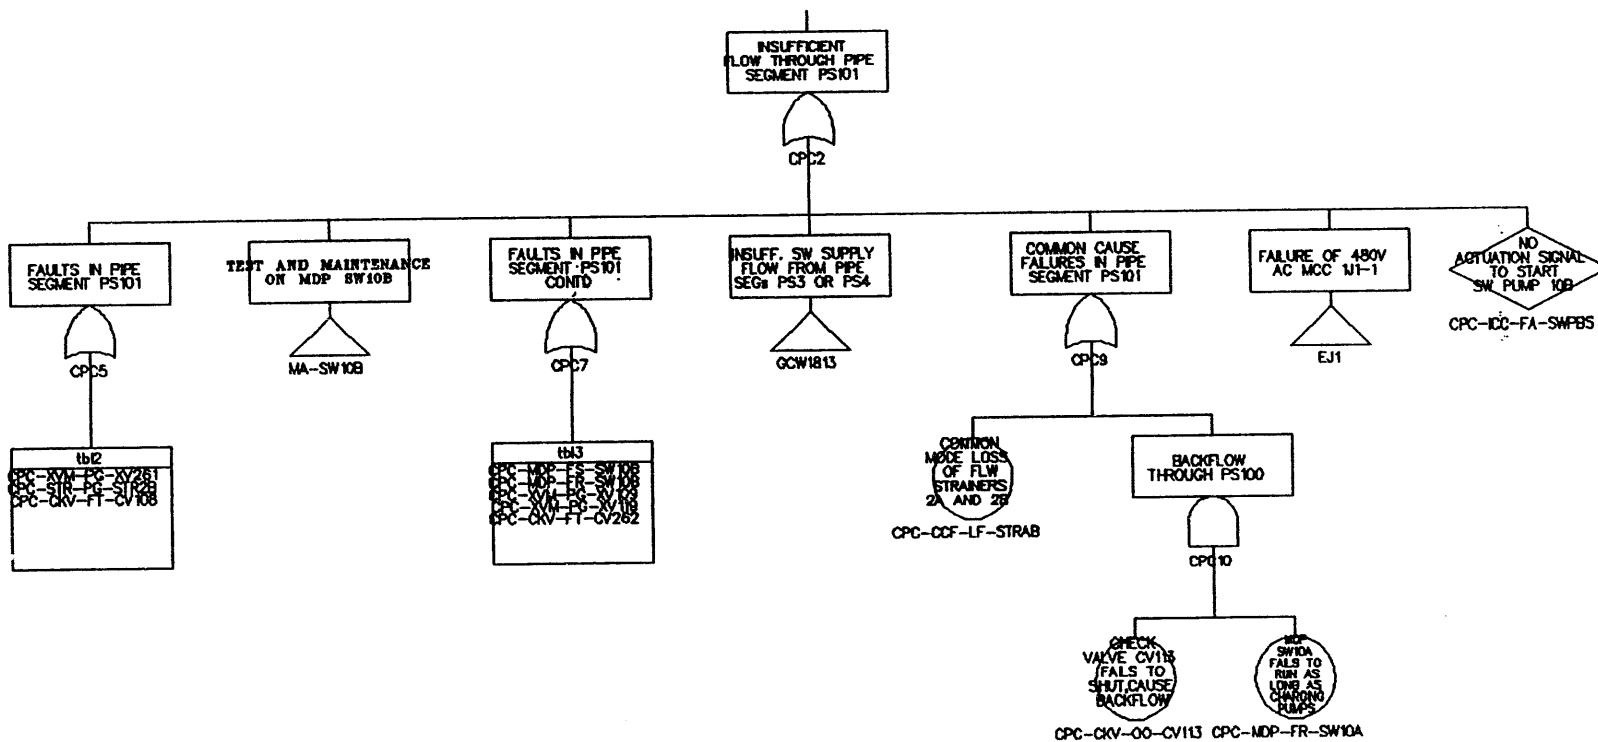 INSUFFICIENT
FLOW THROUGH PIPE
SEGMENT PS101
CPC2
FAULTS IN PIPE
SEGMENT PS101
CPC5
TEST AND MAINTENANCE
ON MDP SW10B
MA-SW10B
FAULTS IN PIPE
SEGMENT PS101
CONTD
CPC7
INSUFF. SW SUPPLY
FLOW FROM PIPE
SEGs PS3 OR PS4
GCW1813
COMMON CAUSE
FAILURES IN PIPE
SEGMENT PS101
CPC9
FAILURE OF 480V
AC MCC 1J1-1
EJ1
NO
ACTUATION SIGNAL
TO START
SW PUMP 10B
CPC-ICC-FA-SWPBS
tbl2
CPC-XVM-PG-XV261
CPC-STR-PG-STR2B
CPC-CKV-FT-CV108
tbl3
CPC-MDP-FS-SW10B
CPC-MDP-FR-SW10B
CPC-XVM-PG-XV129
CPC-XVM-PG-XV119
CPC-CKV-FT-CV262
COMMON
MODE LOSS
OF FLW
STRAINERS
2A AND 2B
CPC-CCF-LF-STRAB
BACKFLOW
THROUGH PS100
CPC10
CHECK
VALVE CV113
FAILS TO
SHUT,CAUSE
BACKFLOW
CPC-CKV-OO-CV113
MDP
SW10A
FAILS TO
RUN AS
LONG AS
CHARGING
PUMPS
CPC-MDP-FR-SW10A